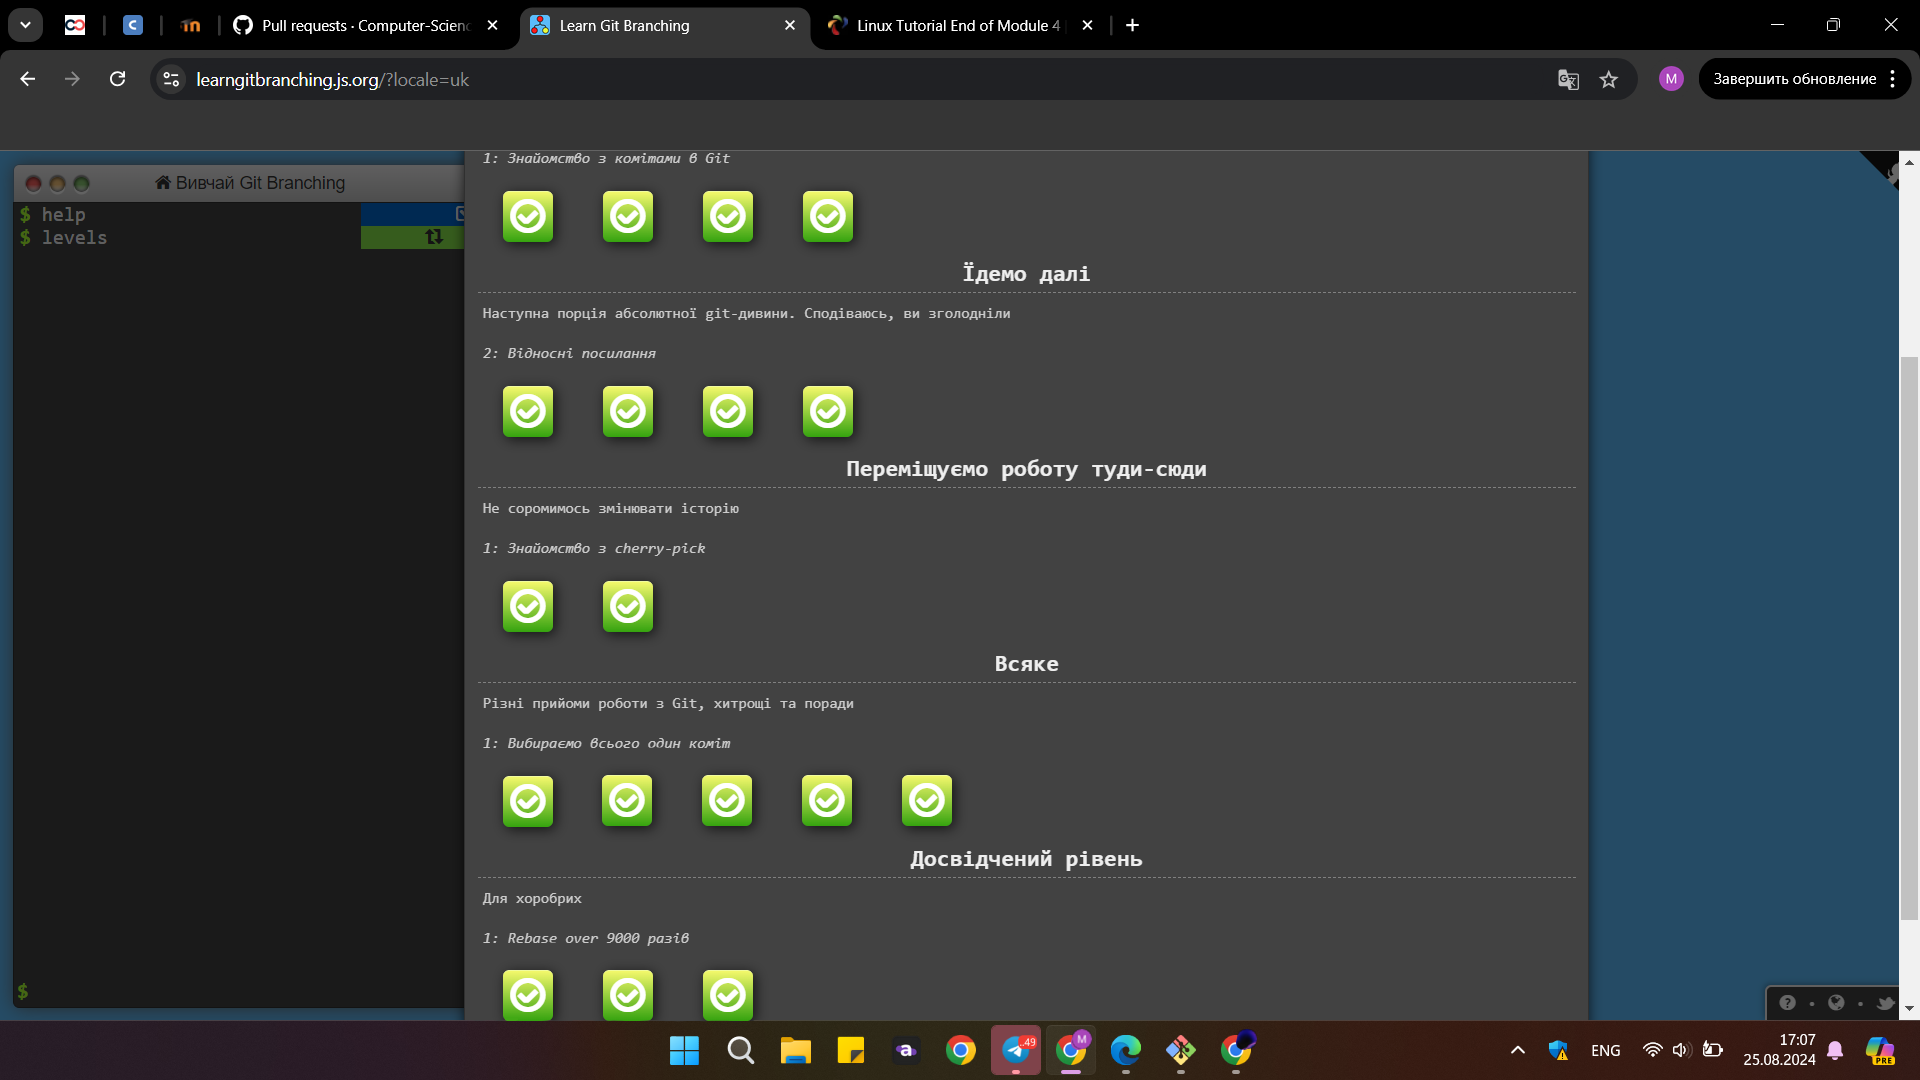 Pull requests · Computer-Scienc
Learn Git Branching
Linux Tutorial End of Module 4
learngitbranching.js.org/?locale=uk
M
Завершить обновление
Вивчай Git Branching
$ help
$ levels
$
1: Знайомство з комітами в Git
Їдемо далі
Наступна порція абсолютної git-дивини. Сподіваюсь, ви зголодніли
2: Відносні посилання
Переміщуємо роботу туди-сюди
Не соромимось змінювати історію
1: Знайомство з cherry-pick
Всяке
Різні прийоми роботи з Git, хитрощі та поради
1: Вибираємо всього один коміт
Досвідчений рівень
Для хоробрих
1: Rebase over 9000 разів
49
M
ENG
17:07
25.08.2024
PRE